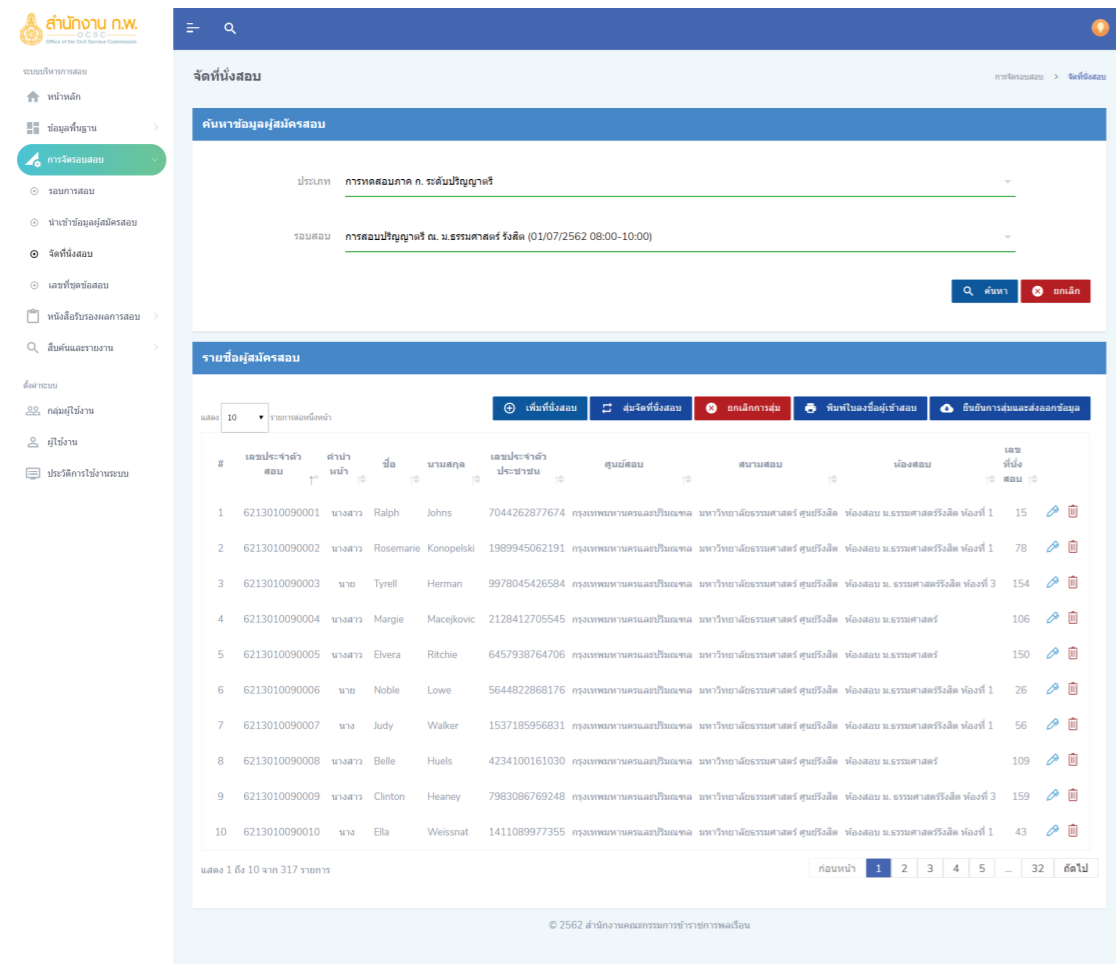 สำนักงาน ก.พ.
OCSC
Office of the Civil Service Commission
ระบบบริหารการสอบ
หน้าหลัก
ข้อมูลพื้นฐาน
การจัดรอบสอบ
รอบการสอบ
นำเข้าข้อมูลผู้สมัครสอบ
จัดที่นั่งสอบ
เลขที่ชุดข้อสอบ
หนังสือรับรองผลการสอบ
สืบค้นและรายงาน
ตั้งค่าระบบ
กลุ่มผู้ใช้งาน
ผู้ใช้งาน
ประวัติการใช้งานระบบ
จัดที่นั่งสอบ
การจัดรอบสอบ > จัดที่นั่งสอบ
ค้นหาข้อมูลผู้สมัครสอบ
ประเภท การทดสอบภาค ก. ระดับปริญญาตรี
รอบสอบ การสอบปริญญาตรี ณ. ม.ธรรมศาสตร์ รังสิต (01/07/2562 08:00-10:00)
ค้นหา ยกเลิก
รายชื่อผู้สมัครสอบ
แสดง 10 รายการต่อหนึ่งหน้า
เพิ่มที่นั่งสอบ สุ่มจัดที่นั่งสอบ ยกเลิกการสุ่ม พิมพ์ใบลงชื่อผู้เข้าสอบ ยืนยันการสุ่มและส่งออกข้อมูล
# เลขประจำตัวสอบ คำนำหน้า ชื่อ นามสกุล เลขประจำตัวประชาชน ศูนย์สอบ สนามสอบ ห้องสอบ เลขที่นั่งสอบ
1 6213010090001 นางสาว Ralph Johns 7044262877674 กรุงเทพมหานครและปริมณฑล มหาวิทยาลัยธรรมศาสตร์ ศูนย์รังสิต ห้องสอบ ม.ธรรมศาสตร์รังสิต ห้องที่ 1 15
2 6213010090002 นางสาว Rosemarie Konopelski 1989945062191 กรุงเทพมหานครและปริมณฑล มหาวิทยาลัยธรรมศาสตร์ ศูนย์รังสิต ห้องสอบ ม.ธรรมศาสตร์รังสิต ห้องที่ 1 78
3 6213010090003 นาย Tyrell Herman 9978045426584 กรุงเทพมหานครและปริมณฑล มหาวิทยาลัยธรรมศาสตร์ ศูนย์รังสิต ห้องสอบ ม. ธรรมศาสตร์รังสิต ห้องที่ 3 154
4 6213010090004 นางสาว Margie Macejkovic 2128412705545 กรุงเทพมหานครและปริมณฑล มหาวิทยาลัยธรรมศาสตร์ ศูนย์รังสิต ห้องสอบ ม.ธรรมศาสตร์ 106
5 6213010090005 นางสาว Elvera Ritchie 6457938764706 กรุงเทพมหานครและปริมณฑล มหาวิทยาลัยธรรมศาสตร์ ศูนย์รังสิต ห้องสอบ ม.ธรรมศาสตร์ 150
6 6213010090006 นาย Noble Lowe 5644822868176 กรุงเทพมหานครและปริมณฑล มหาวิทยาลัยธรรมศาสตร์ ศูนย์รังสิต ห้องสอบ ม.ธรรมศาสตร์รังสิต ห้องที่ 1 26
7 6213010090007 นาง Judy Walker 1537185956831 กรุงเทพมหานครและปริมณฑล มหาวิทยาลัยธรรมศาสตร์ ศูนย์รังสิต ห้องสอบ ม.ธรรมศาสตร์รังสิต ห้องที่ 1 56
8 6213010090008 นางสาว Belle Huels 4234100161030 กรุงเทพมหานครและปริมณฑล มหาวิทยาลัยธรรมศาสตร์ ศูนย์รังสิต ห้องสอบ ม.ธรรมศาสตร์ 109
9 6213010090009 นางสาว Clinton Heaney 7983086769248 กรุงเทพมหานครและปริมณฑล มหาวิทยาลัยธรรมศาสตร์ ศูนย์รังสิต ห้องสอบ ม. ธรรมศาสตร์รังสิต ห้องที่ 3 159
10 6213010090010 นาง Ella Weissnat 1411089977355 กรุงเทพมหานครและปริมณฑล มหาวิทยาลัยธรรมศาสตร์ ศูนย์รังสิต ห้องสอบ ม.ธรรมศาสตร์รังสิต ห้องที่ 1 43
แสดง 1 ถึง 10 จาก 317 รายการ
ก่อนหน้า 1 2 3 4 5 ... 32 ถัดไป
© 2562 สำนักงานคณะกรรมการข้าราชการพลเรือน